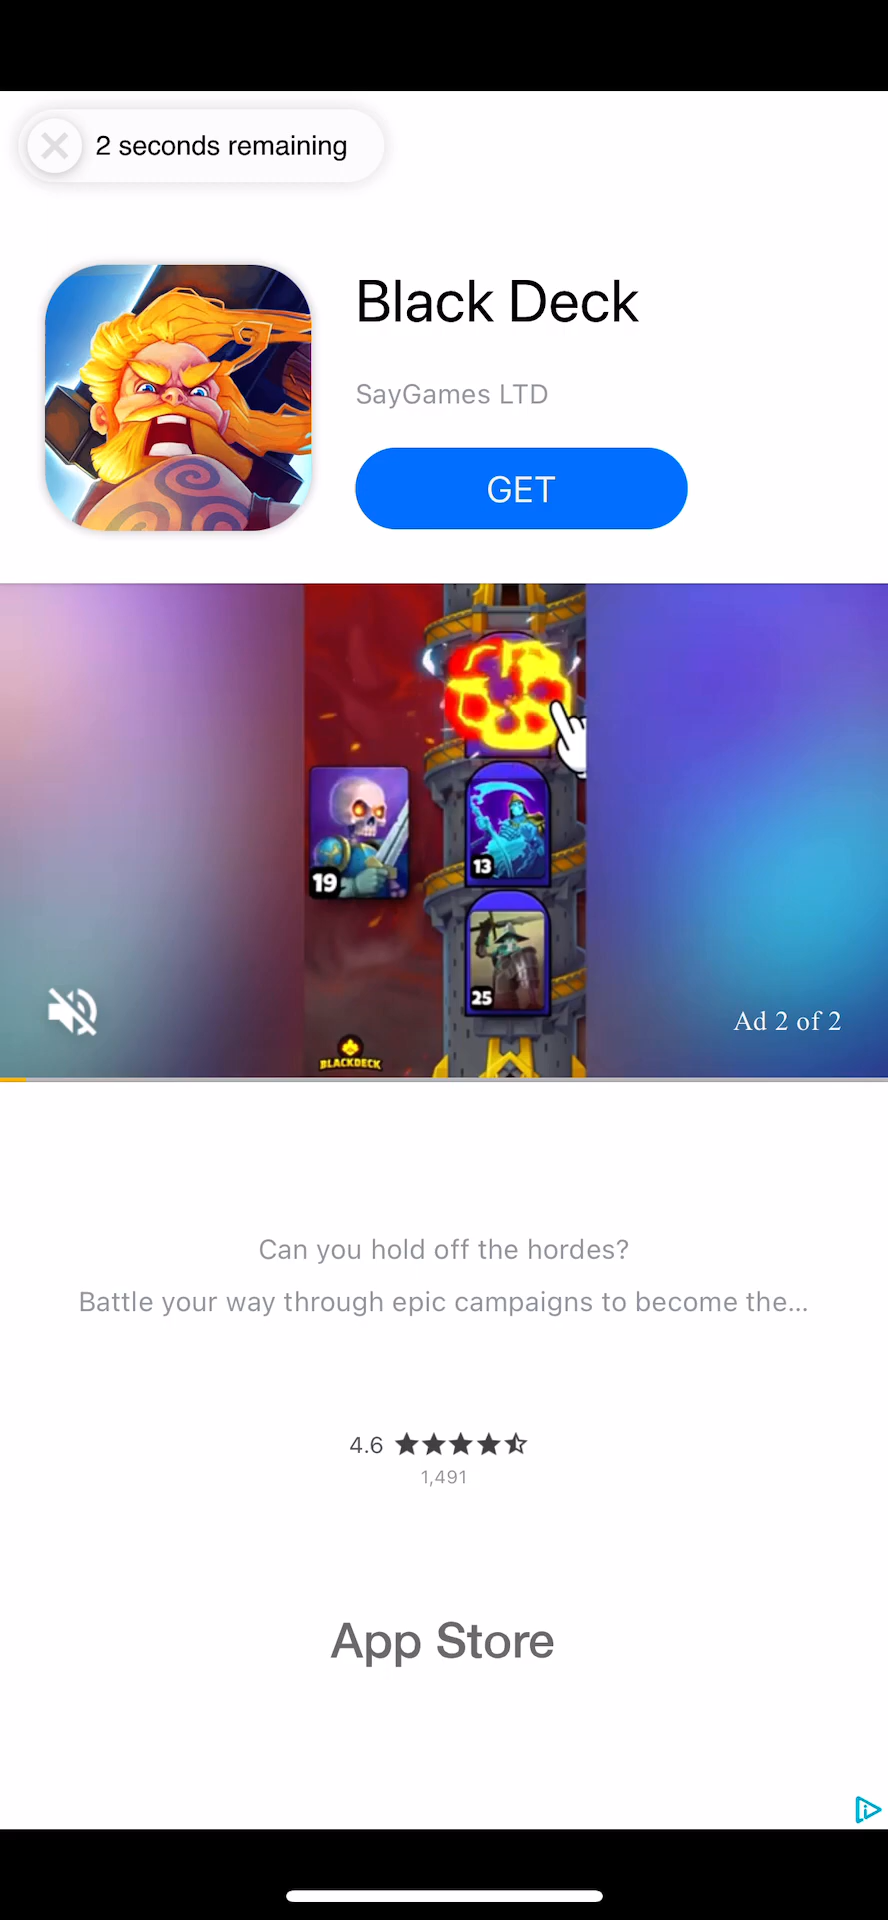 2 seconds remaining
Black Deck
SayGames LTD
GET
19
13
25
BLACKDECK
Ad 2 of 2
Can you hold off the hordes?
Battle your way through epic campaigns to become the...
4.6
1,491
App Store